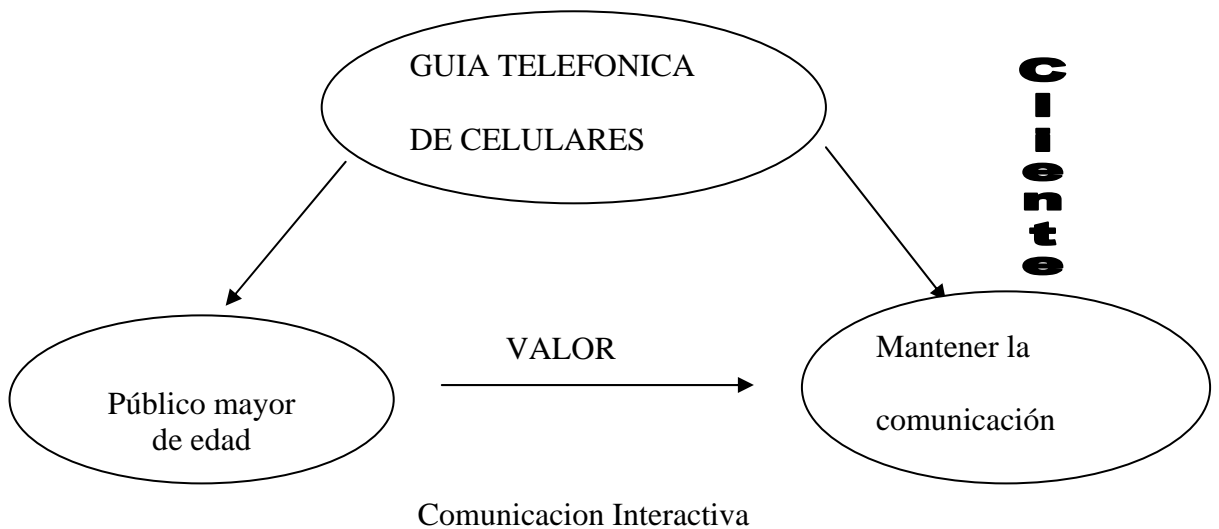 GUIA TELEFONICA
DE CELULARES
Cliente
VALOR
Mantener la
comunicación
Público mayor
de edad
Comunicacion Interactiva